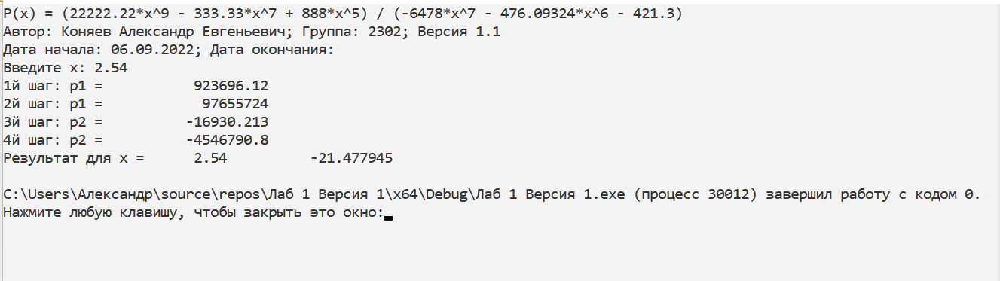 P(x) = (22222.22*x^9 - 333.33*x^7 + 888*x^5) / (-6478*x^7 - 476.09324*x^6 - 421.3)
Автор: Коняев Александр Евгеньевич; Группа: 2302; Версия 1.1
Дата начала: 06.09.2022; Дата окончания:
Введите x: 2.54
1й шаг: p1 =           923696.12
2й шаг: p1 =            97655724
3й шаг: p2 =          -16930.213
4й шаг: p2 =          -4546790.8
Результат для x =      2.54          -21.477945
C:\Users\Александр\source\repos\Лаб 1 Версия 1\x64\Debug\Лаб 1 Версия 1.exe (процесс 30012) завершил работу с кодом 0.
Нажмите любую клавишу, чтобы закрыть это окно: